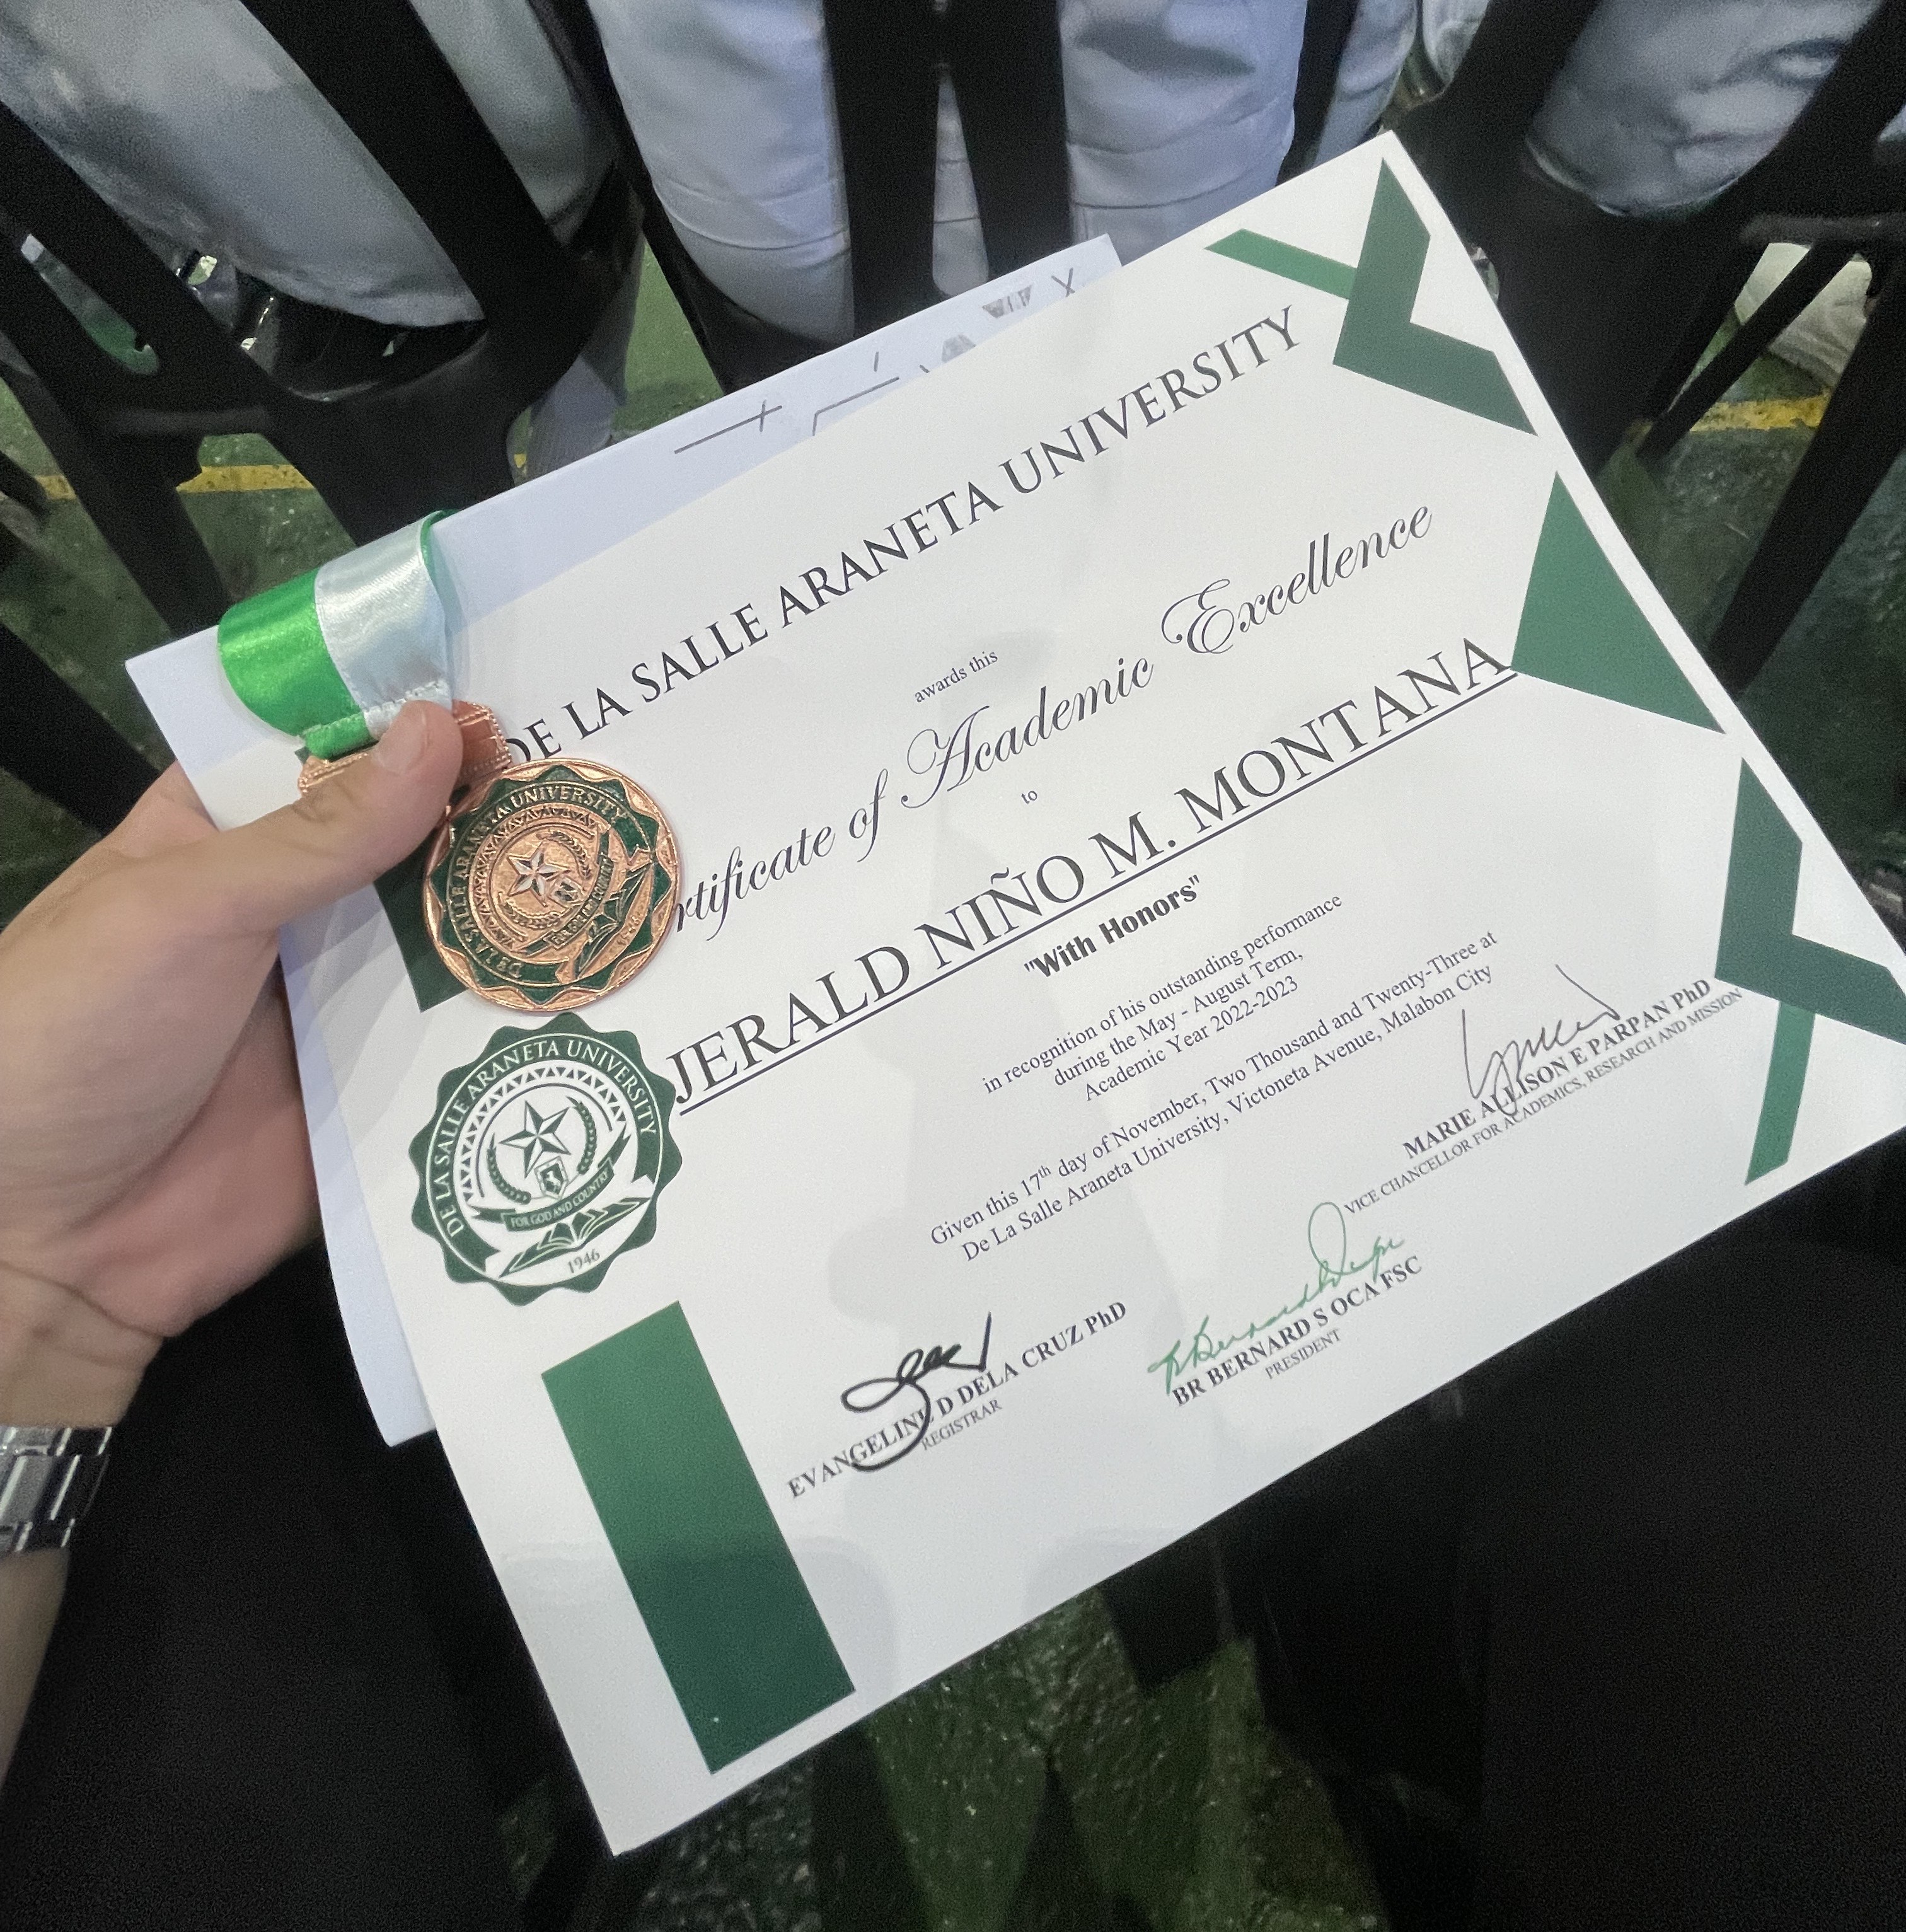 DE LA SALLE ARANETA UNIVERSITY
awards this
rtificate of Academic Excellence
to
JERALD NIÑO M. MONTANA
"With Honors"
in recognition of his outstanding performance
during the May - August Term,
Academic Year 2022-2023
Given this 17th day of November, Two Thousand and Twenty-Three at
De La Salle Araneta University, Victoneta Avenue, Malabon City
MARIE ALLISON E PARPAN PhD
VICE CHANCELLOR FOR ACADEMICS, RESEARCH AND MISSION
EVANGELINE D DELA CRUZ PhD
REGISTRAR
BR BERNARD S OCA FSC
PRESIDENT
DE LA SALLE ARANETA UNIVERSITY
FOR GOD AND COUNTRY
1946
DE LA SALLE ARANETA UNIVERSITY